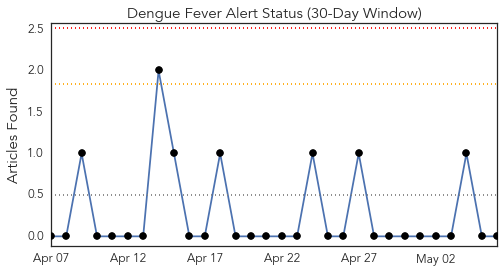 Dengue Fever Alert Status (30-Day Window)
Articles Found
2.5
2.0
1.5
1.0
0.5
0.0
Apr 07
Apr 12
Apr 17
Apr 22
Apr 27
May 02